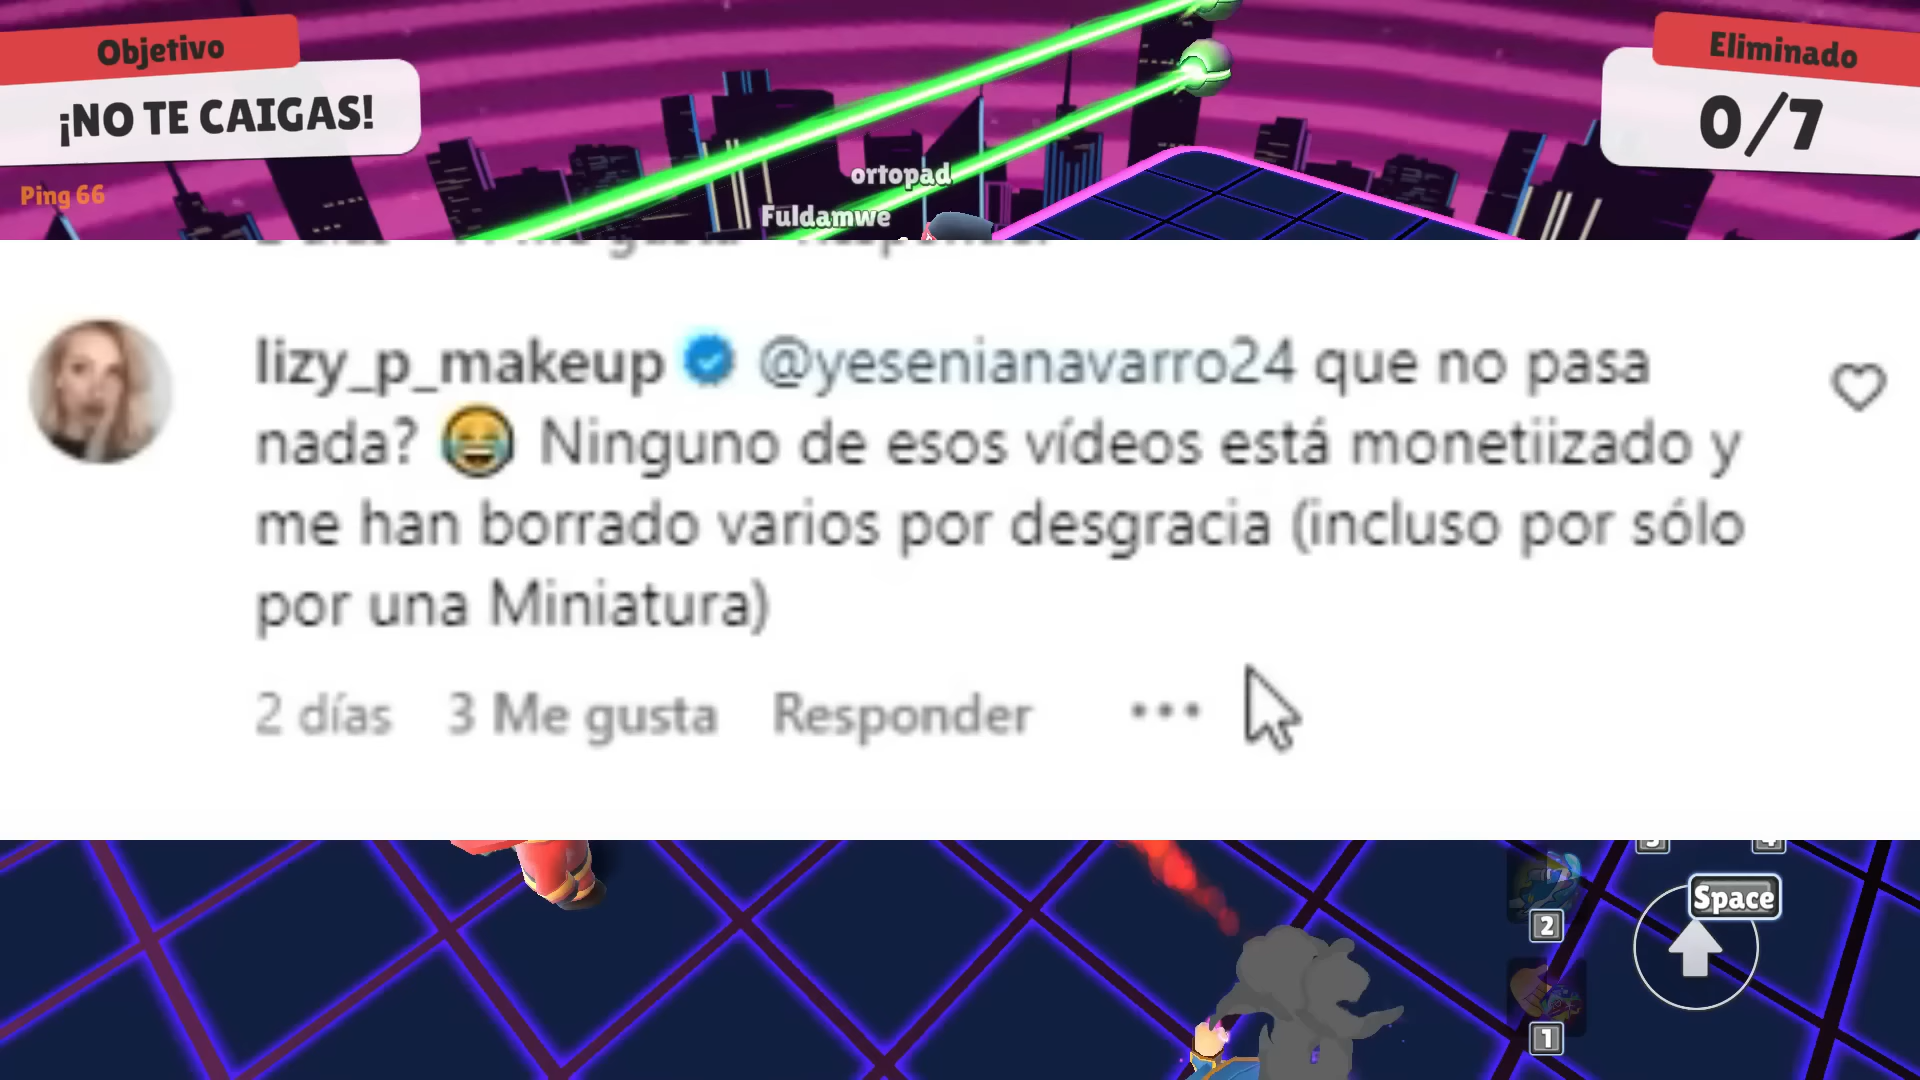 Objetivo
¡NO TE CAIGAS!
Eliminado
0/7
Ping 66
ortopad
Fuldamwe
lizy_p_makeup @yesenianavarro24 que no pasa
nada? 😂 Ninguno de esos vídeos está monetiizado y
me han borrado varios por desgracia (incluso por sólo
por una Miniatura)
2 días 3 Me gusta Responder ...
Space
2
1